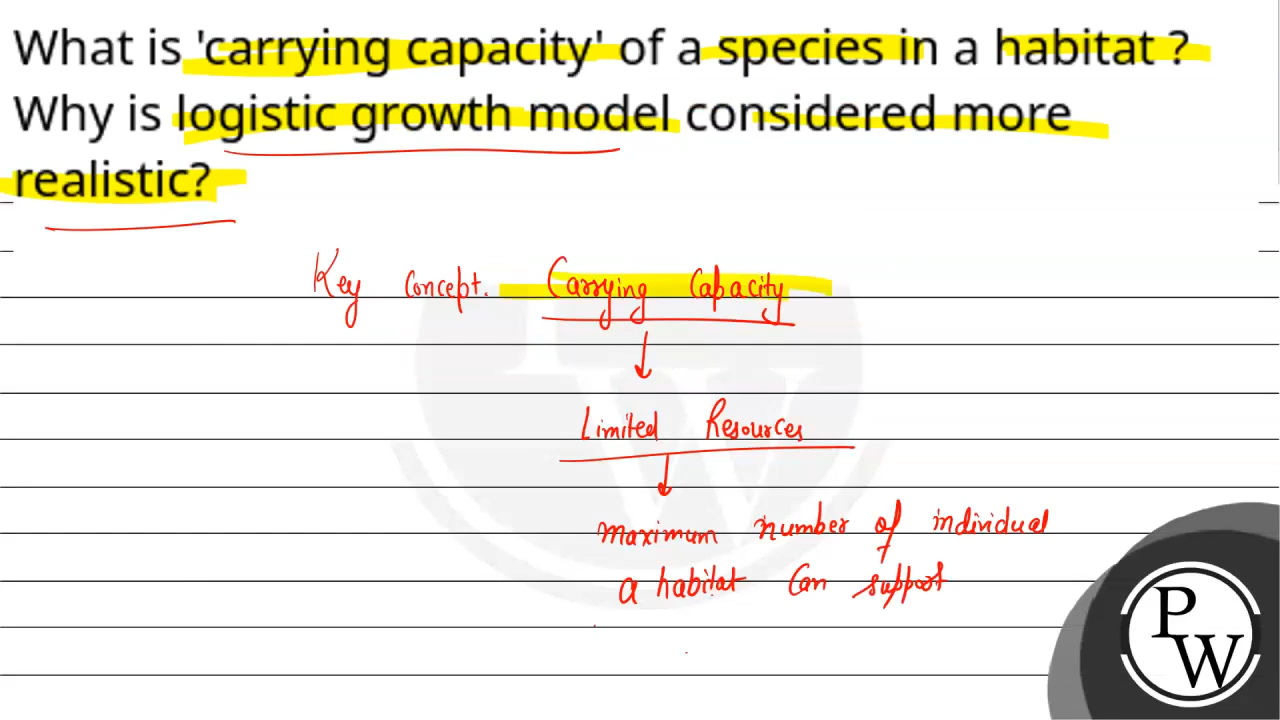 What is 'carrying capacity' of a species in a habitat ?
Why is logistic growth model considered more
realistic?
Key concept. Carrying Capacity
Limited Resources
maximum number of individual
a habitat can support
PW